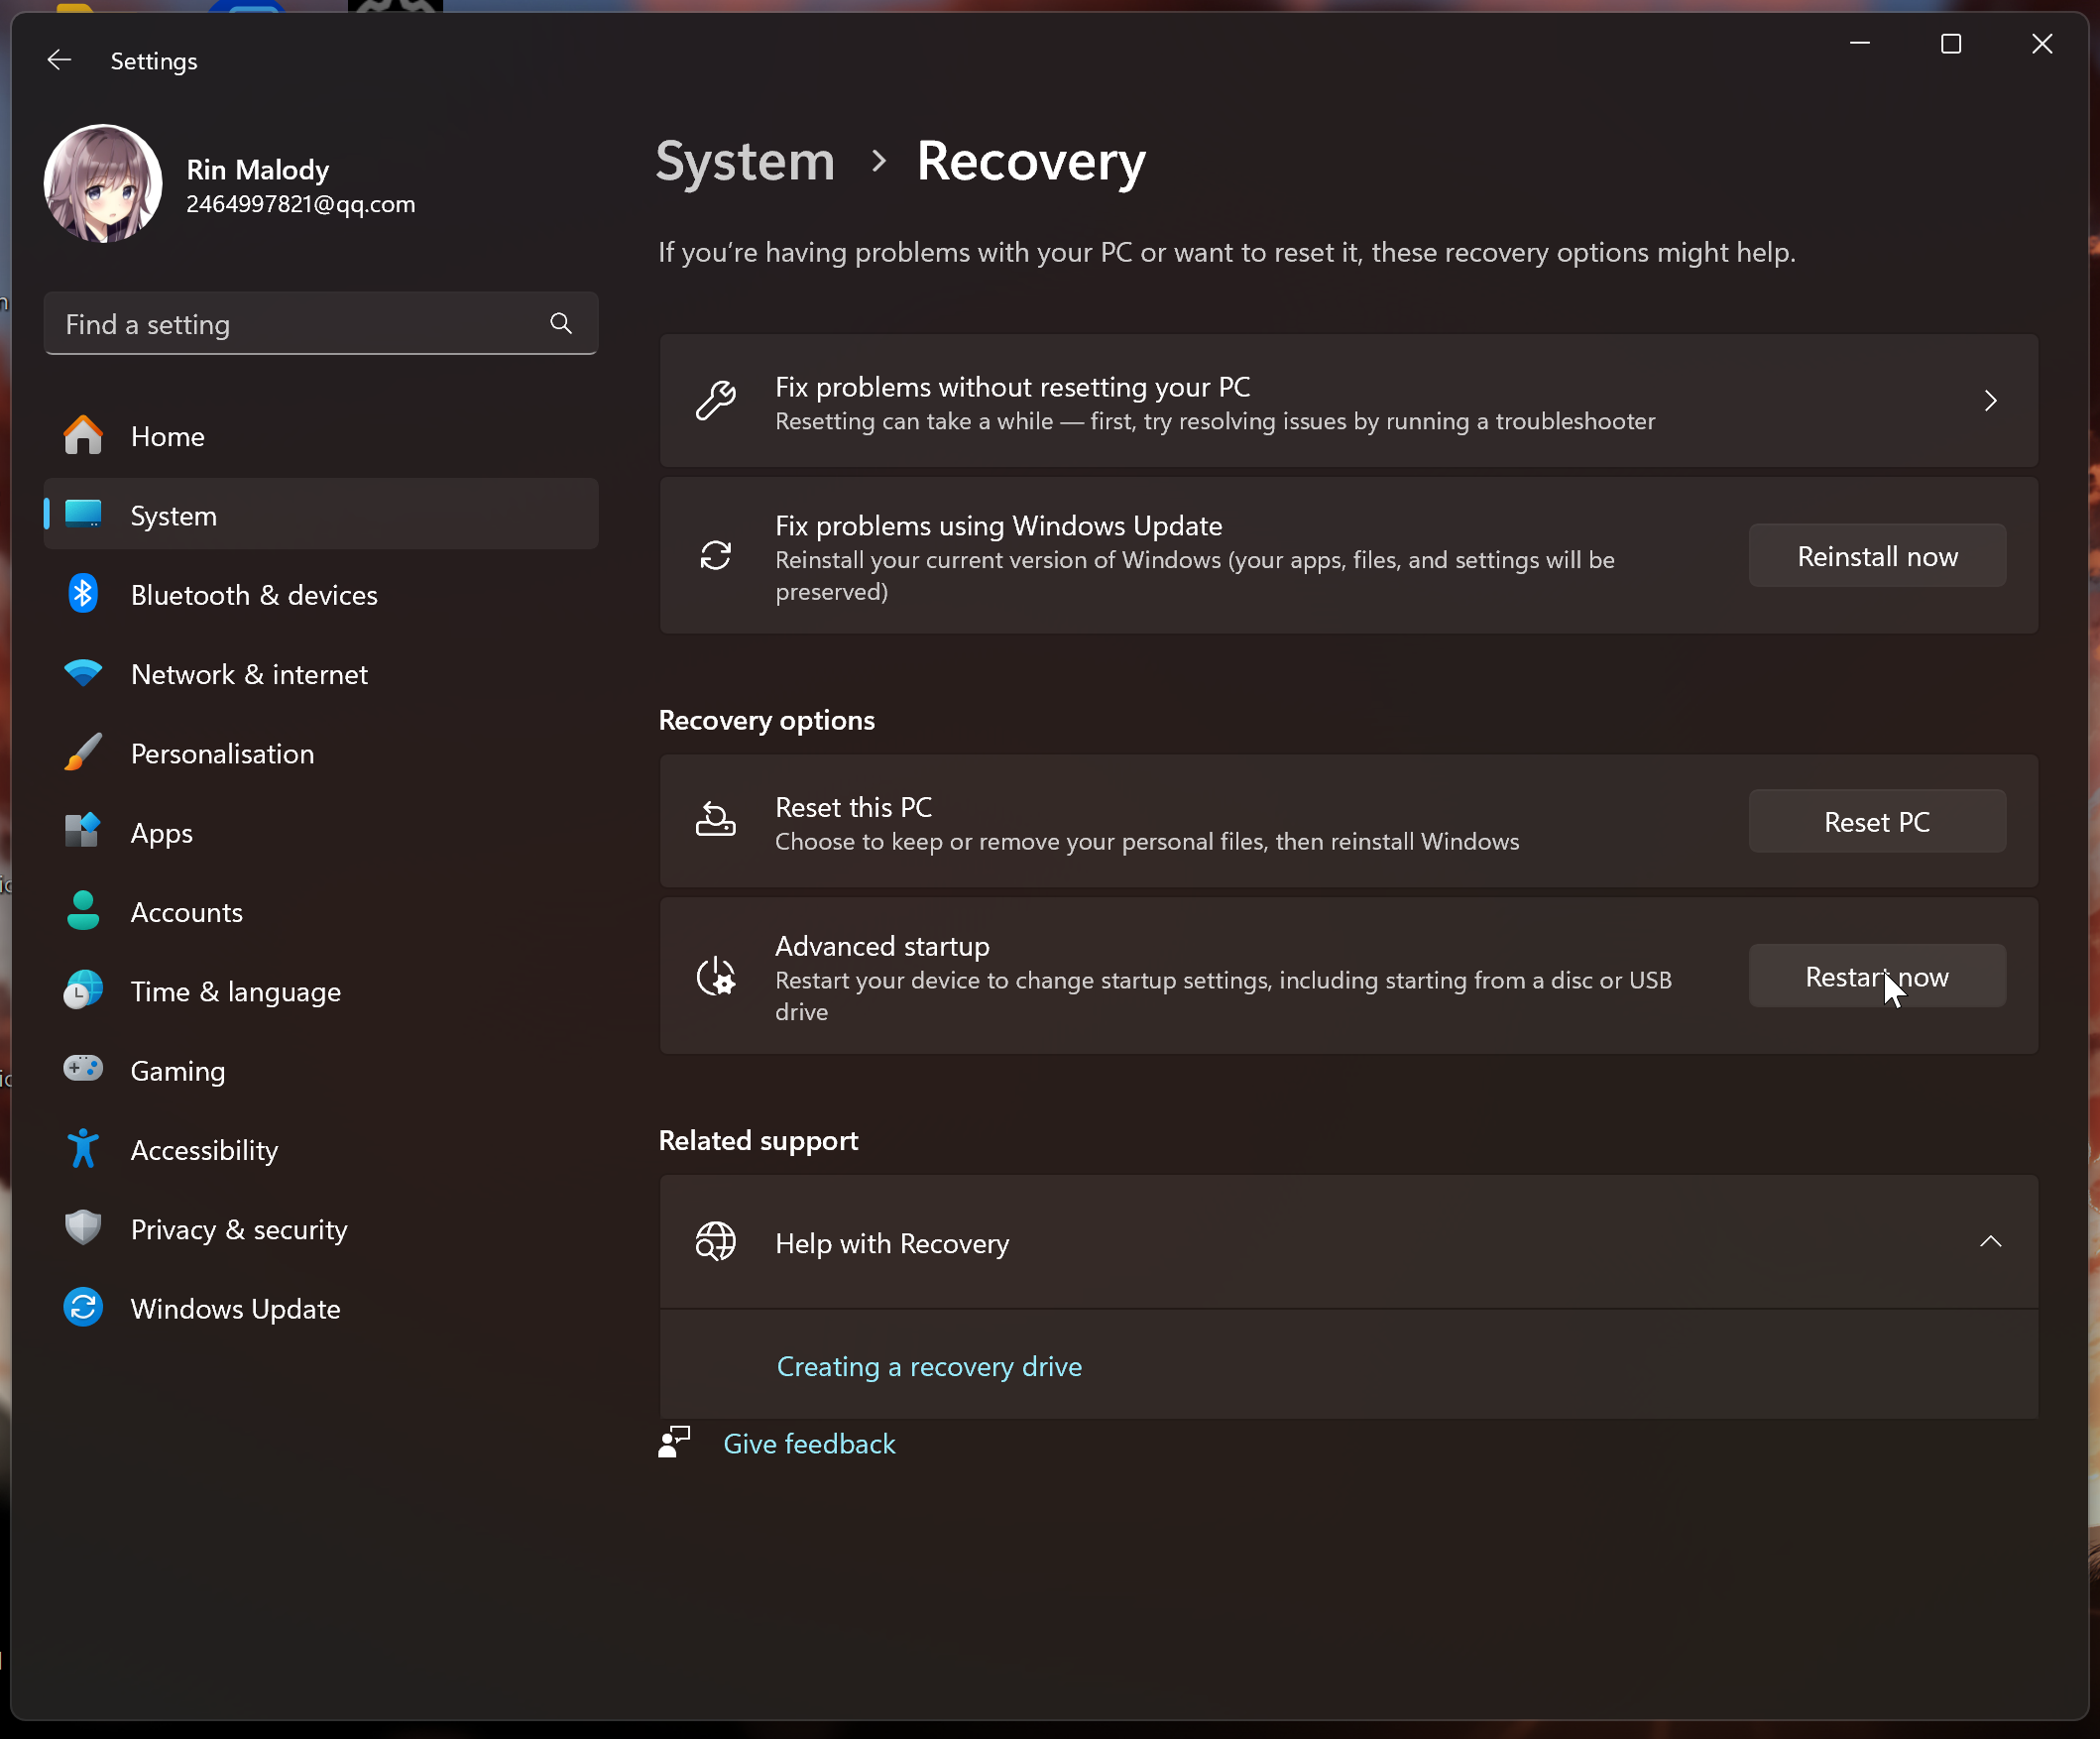 Settings
Rin Malody
2464997821@qq.com
Find a setting
Home
System
Bluetooth & devices
Network & internet
Personalisation
Apps
Accounts
Time & language
Gaming
Accessibility
Privacy & security
Windows Update
System > Recovery
If you're having problems with your PC or want to reset it, these recovery options might help.
Fix problems without resetting your PC
Resetting can take a while — first, try resolving issues by running a troubleshooter
Fix problems using Windows Update
Reinstall your current version of Windows (your apps, files, and settings will be
preserved)
Reinstall now
Recovery options
Reset this PC
Choose to keep or remove your personal files, then reinstall Windows
Reset PC
Advanced startup
Restart your device to change startup settings, including starting from a disc or USB
drive
Restart now
Related support
Help with Recovery
Creating a recovery drive
Give feedback